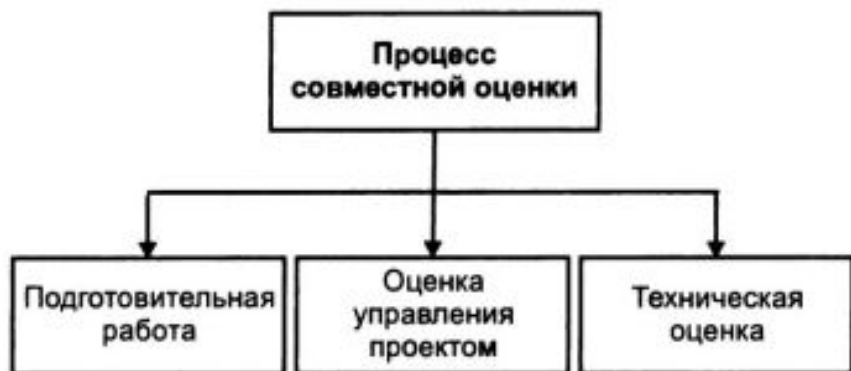 Процесс
совместной оценки
Подготовительная
работа
Оценка
управления
проектом
Техническая
оценка